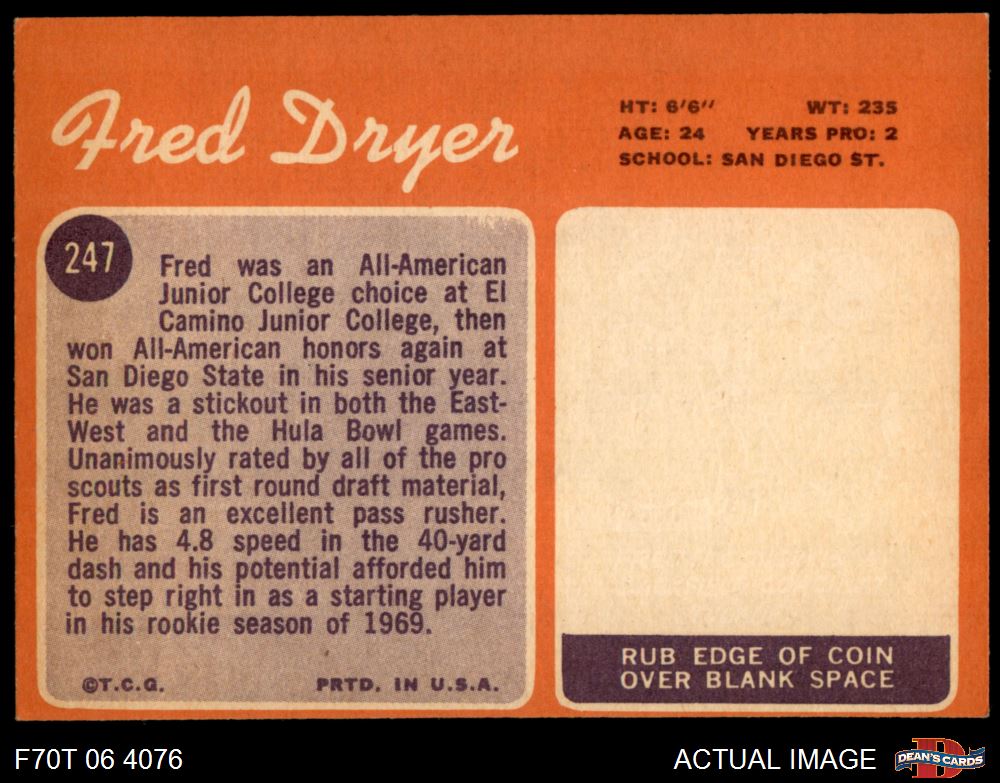 Fred Dryer
HT: 6'6" WT: 235
AGE: 24 YEARS PRO: 2
SCHOOL: SAN DIEGO ST.
247
Fred was an All-American
Junior College choice at El
Camino Junior College, then
won All-American honors again at
San Diego State in his senior year.
He was a stickout in both the East-
West and the Hula Bowl games.
Unanimously rated by all of the pro
scouts as first round draft material,
Fred is an excellent pass rusher.
He has 4.8 speed in the 40-yard
dash and his potential afforded him
to step right in as a starting player
in his rookie season of 1969.
©T.C.G. PRTD. IN U.S.A.
RUB EDGE OF COIN
OVER BLANK SPACE
F70T 06 4076
ACTUAL IMAGE
D
DEAN'S CARDS